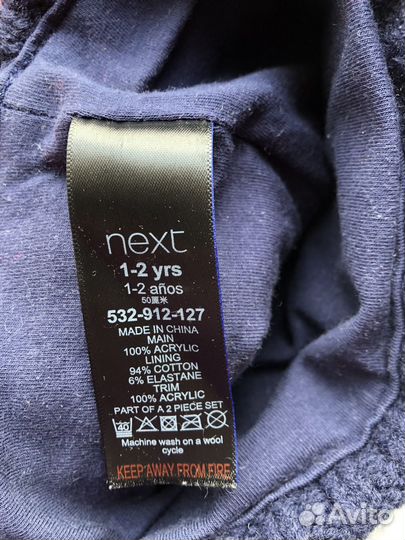 next
1-2 yrs
1-2 años
50厘米
532-912-127
MADE IN CHINA
MAIN
100% ACRYLIC
LINING
94% COTTON
6% ELASTANE
TRIM
100% ACRYLIC
PART OF A 2 PIECE SET
40
Machine wash on a wool
cycle
KEEP AWAY FROM FIRE
Avito